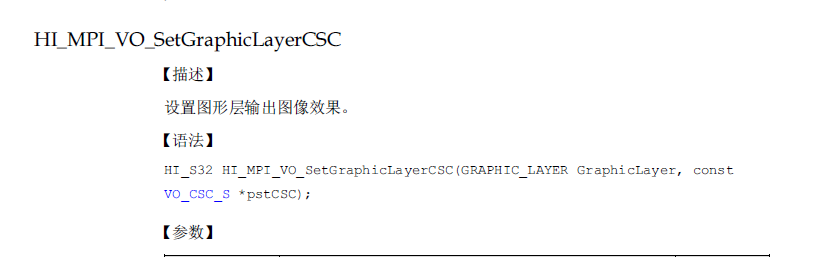 HI_MPI_VO_SetGraphicLayerCSC
【描述】
设置图形层输出图像效果。
【语法】
HI_S32 HI_MPI_VO_SetGraphicLayerCSC(GRAPHIC_LAYER GraphicLayer, const
VO_CSC_S *pstCSC);
【参数】